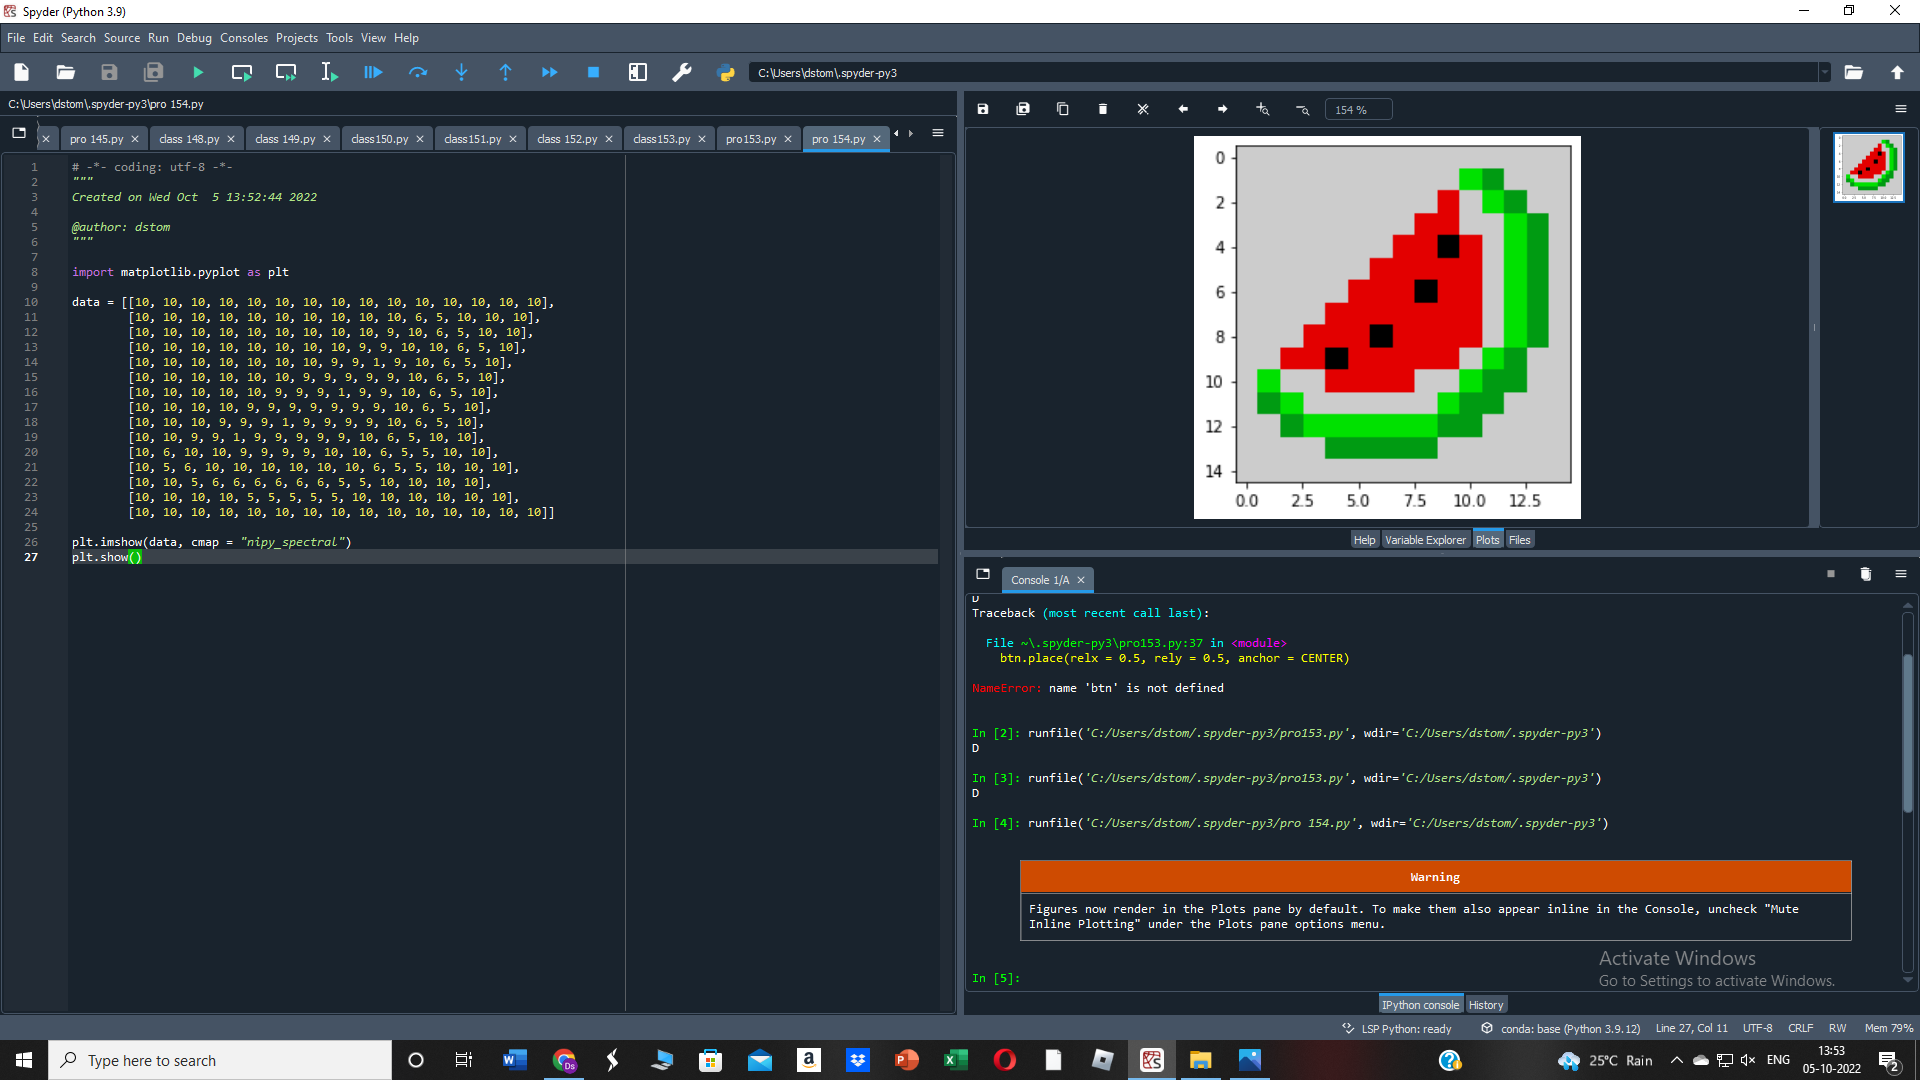 Spyder (Python 3.9)
File Edit Search Source Run Debug Consoles Projects Tools View Help
C:\Users\dstom\.spyder-py3
C:\Users\dstom\.spyder-py3\pro 154.py
pro 145.py class 148.py class 149.py class150.py class151.py class 152.py class153.py pro153.py pro 154.py
1 # -*- coding: utf-8 -*-
2 """
3 Created on Wed Oct  5 13:52:44 2022
4
5 @author: dstom
6 """
7
8 import matplotlib.pyplot as plt
9
10 data = [[10, 10, 10, 10, 10, 10, 10, 10, 10, 10, 10, 10, 10, 10, 10],
11 [10, 10, 10, 10, 10, 10, 10, 10, 10, 10, 6, 5, 10, 10, 10],
12 [10, 10, 10, 10, 10, 10, 10, 10, 10, 9, 10, 6, 5, 10, 10],
13 [10, 10, 10, 10, 10, 10, 10, 10, 9, 9, 10, 10, 6, 5, 10],
14 [10, 10, 10, 10, 10, 10, 10, 9, 9, 1, 9, 10, 6, 5, 10],
15 [10, 10, 10, 10, 10, 10, 9, 9, 9, 9, 9, 10, 6, 5, 10],
16 [10, 10, 10, 10, 10, 9, 9, 9, 1, 9, 9, 10, 6, 5, 10],
17 [10, 10, 10, 10, 9, 9, 9, 9, 9, 9, 9, 10, 6, 5, 10],
18 [10, 10, 10, 9, 9, 9, 1, 9, 9, 9, 9, 10, 6, 5, 10],
19 [10, 10, 9, 9, 1, 9, 9, 9, 9, 9, 10, 6, 5, 10, 10],
20 [10, 6, 10, 10, 9, 9, 9, 9, 10, 10, 6, 5, 5, 10, 10],
21 [10, 5, 6, 10, 10, 10, 10, 10, 10, 6, 5, 5, 10, 10, 10],
22 [10, 10, 5, 6, 6, 6, 6, 6, 6, 5, 5, 10, 10, 10, 10],
23 [10, 10, 10, 10, 5, 5, 5, 5, 5, 10, 10, 10, 10, 10, 10],
24 [10, 10, 10, 10, 10, 10, 10, 10, 10, 10, 10, 10, 10, 10, 10]]
25
26 plt.imshow(data, cmap = "nipy_spectral")
27 plt.show()
154 %
0
2
4
6
8
10
12
14
0.0 2.5 5.0 7.5 10.0 12.5
Help Variable Explorer Plots Files
Console 1/A
D
Traceback (most recent call last):
File ~\.spyder-py3\pro153.py:37 in <module>
btn.place(relx = 0.5, rely = 0.5, anchor = CENTER)
NameError: name 'btn' is not defined
In [2]: runfile('C:/Users/dstom/.spyder-py3/pro153.py', wdir='C:/Users/dstom/.spyder-py3')
D
In [3]: runfile('C:/Users/dstom/.spyder-py3/pro153.py', wdir='C:/Users/dstom/.spyder-py3')
D
In [4]: runfile('C:/Users/dstom/.spyder-py3/pro 154.py', wdir='C:/Users/dstom/.spyder-py3')
Warning
Figures now render in the Plots pane by default. To make them also appear inline in the Console, uncheck "Mute
Inline Plotting" under the Plots pane options menu.
In [5]:
Activate Windows
Go to Settings to activate Windows.
IPython console History
LSP Python: ready conda: base (Python 3.9.12) Line 27, Col 11 UTF-8 CRLF RW Mem 79%
Type here to search
25°C Rain ENG 13:53
05-10-2022
2